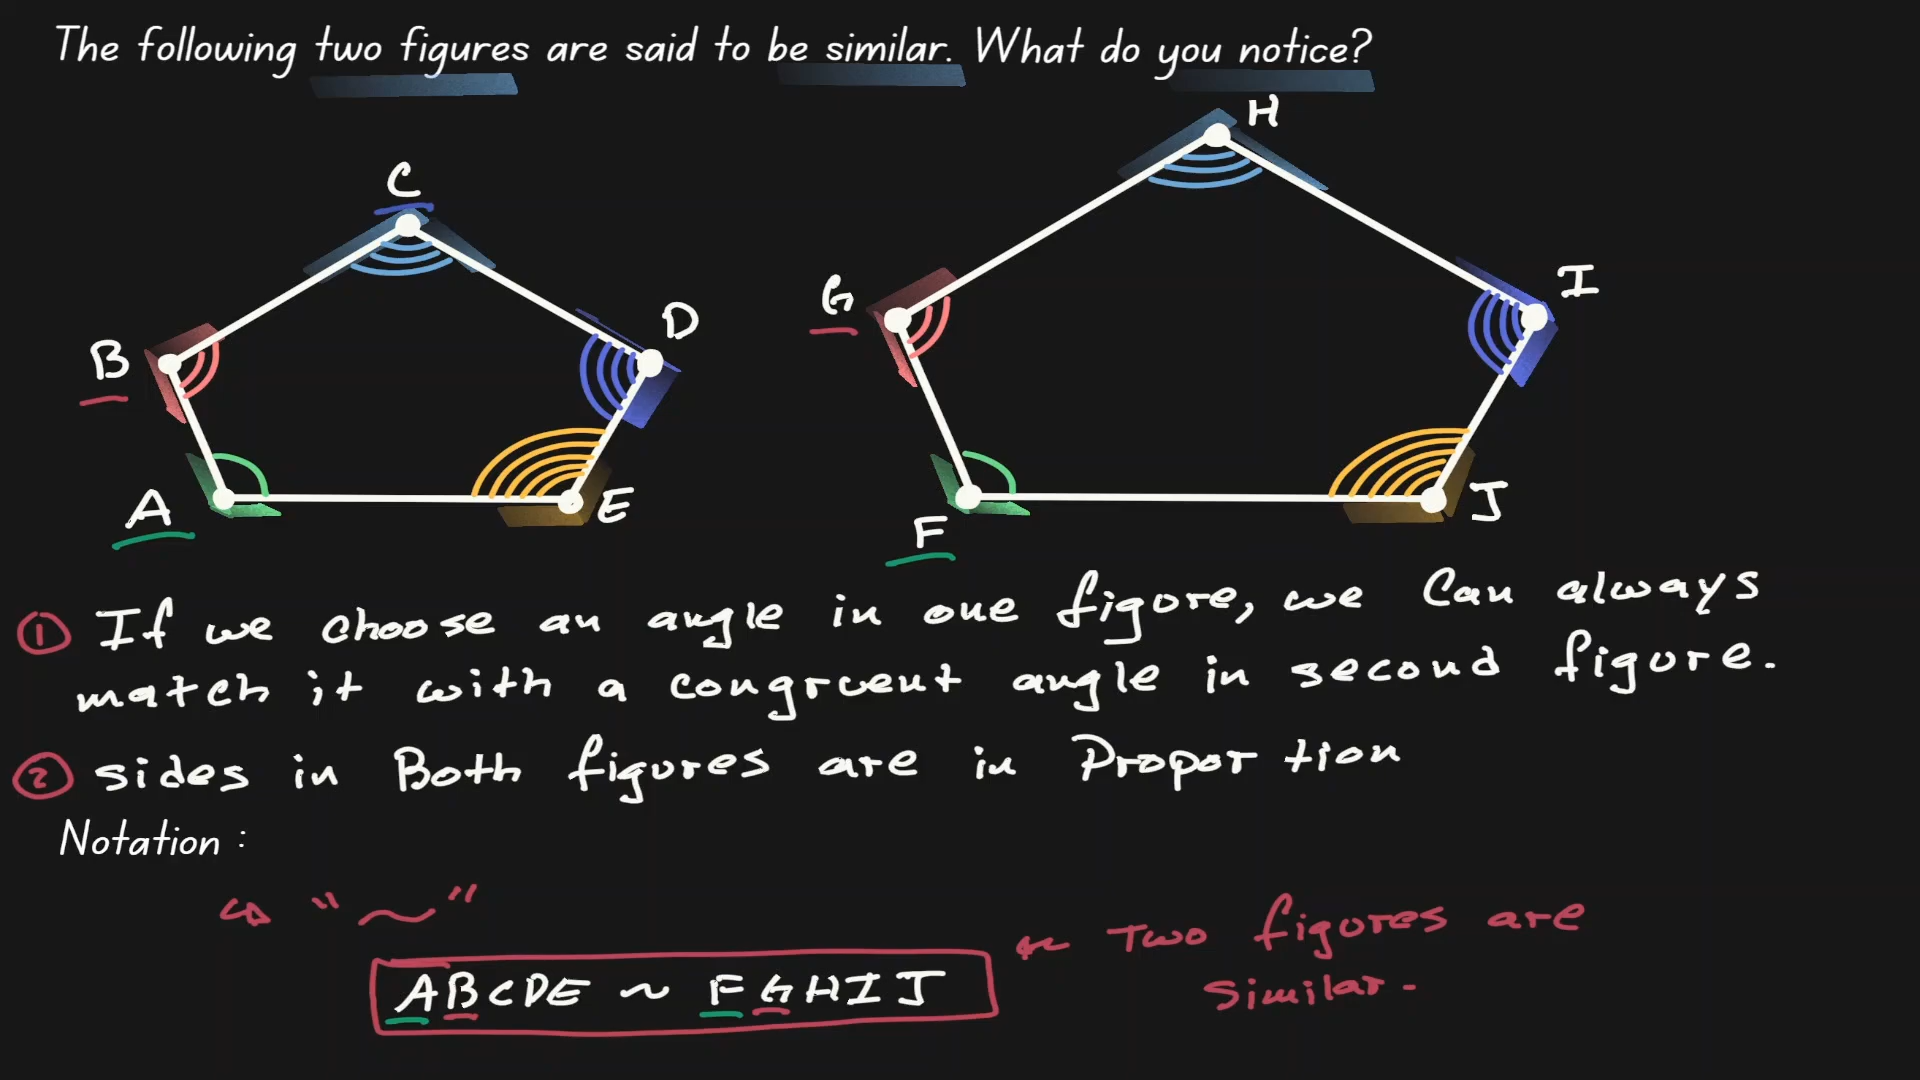 The following two figures are said to be similar. What do you notice?
H
C
I
G
D
B
A
E
F
J
① If we choose an angle in one figure, we can always
match it with a congruent angle in second figure.
② sides in Both figures are in Proportion
Notation :
↪ " ~ "
ABCDE ~ FGHIJ ← Two figures are
similar.